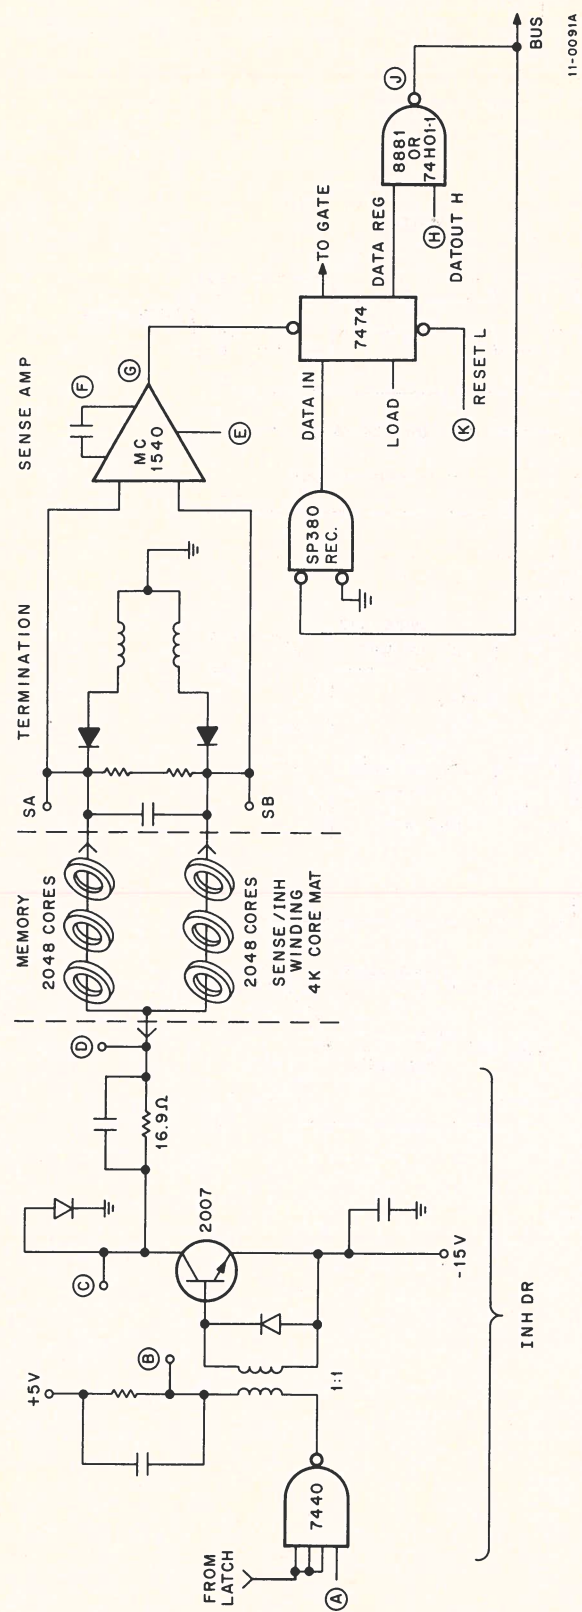 SENSE AMP
TERMINATION
MEMORY
2048 CORES
2048 CORES
SENSE/INH
WINDING
4K CORE MAT
SA
SB
MC
1540
F
G
E
D
16.9Ω
C
2007
-15V
+5V
B
1:1
7440
FROM
LATCH
A
INH DR
TO GATE
7474
DATA IN
LOAD
DATA REG
K
RESET L
SP380
REC.
8881
OR
74H01-1
J
H
DATOUT H
BUS
11-0091A